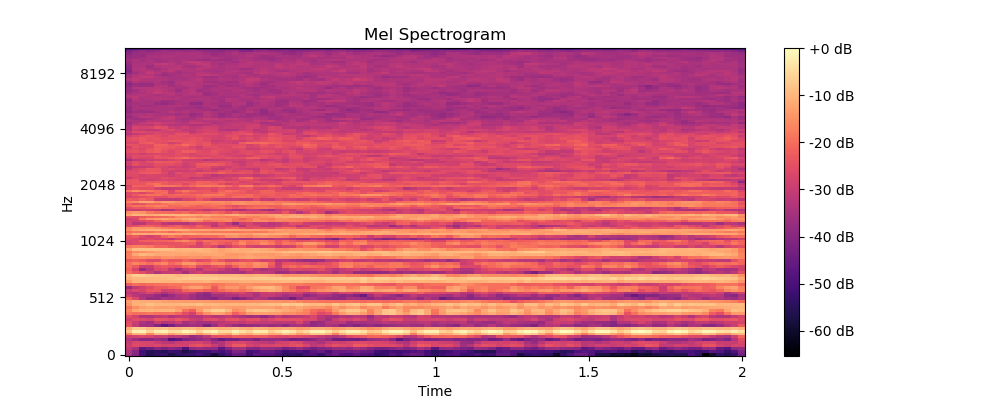 Mel Spectrogram
Hz
8192
4096
2048
1024
512
0
0 0.5 1 1.5 2
Time
+0 dB
-10 dB
-20 dB
-30 dB
-40 dB
-50 dB
-60 dB